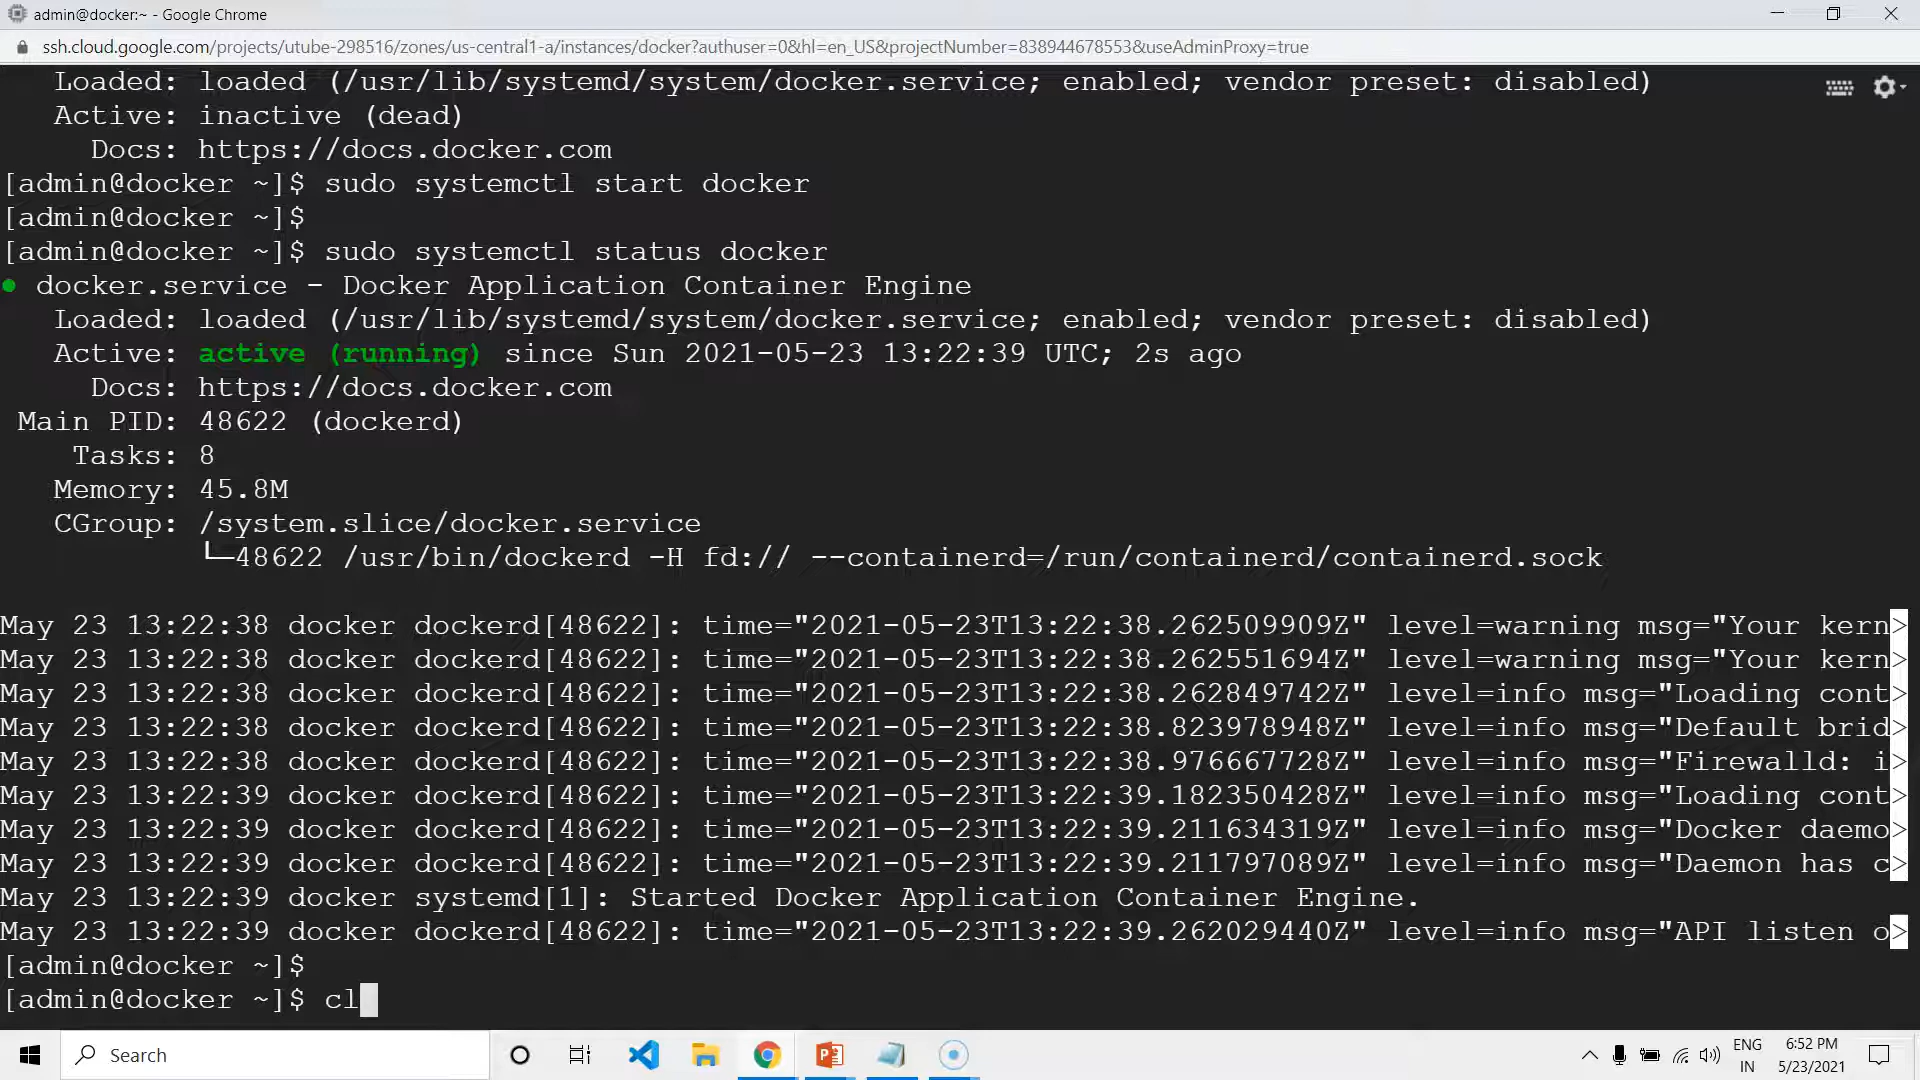 admin@docker:~ - Google Chrome
ssh.cloud.google.com/projects/utube-298516/zones/us-central1-a/instances/docker?authuser=0&hl=en_US&projectNumber=838944678553&useAdminProxy=true
Loaded: loaded (/usr/lib/systemd/system/docker.service; enabled; vendor preset: disabled)
Active: inactive (dead)
Docs: https://docs.docker.com
[admin@docker ~]$ sudo systemctl start docker
[admin@docker ~]$
[admin@docker ~]$ sudo systemctl status docker
● docker.service - Docker Application Container Engine
Loaded: loaded (/usr/lib/systemd/system/docker.service; enabled; vendor preset: disabled)
Active: active (running) since Sun 2021-05-23 13:22:39 UTC; 2s ago
Docs: https://docs.docker.com
Main PID: 48622 (dockerd)
Tasks: 8
Memory: 45.8M
CGroup: /system.slice/docker.service
└─48622 /usr/bin/dockerd -H fd:// --containerd=/run/containerd/containerd.sock
May 23 13:22:38 docker dockerd[48622]: time="2021-05-23T13:22:38.262509909Z" level=warning msg="Your kern>
May 23 13:22:38 docker dockerd[48622]: time="2021-05-23T13:22:38.262551694Z" level=warning msg="Your kern>
May 23 13:22:38 docker dockerd[48622]: time="2021-05-23T13:22:38.262849742Z" level=info msg="Loading cont>
May 23 13:22:38 docker dockerd[48622]: time="2021-05-23T13:22:38.823978948Z" level=info msg="Default brid>
May 23 13:22:38 docker dockerd[48622]: time="2021-05-23T13:22:38.976667728Z" level=info msg="Firewalld: i>
May 23 13:22:39 docker dockerd[48622]: time="2021-05-23T13:22:39.182350428Z" level=info msg="Loading cont>
May 23 13:22:39 docker dockerd[48622]: time="2021-05-23T13:22:39.211634319Z" level=info msg="Docker daemo>
May 23 13:22:39 docker dockerd[48622]: time="2021-05-23T13:22:39.211797089Z" level=info msg="Daemon has c>
May 23 13:22:39 docker systemd[1]: Started Docker Application Container Engine.
May 23 13:22:39 docker dockerd[48622]: time="2021-05-23T13:22:39.262029440Z" level=info msg="API listen o>
[admin@docker ~]$
[admin@docker ~]$ cl
Search
ENG
IN
6:52 PM
5/23/2021